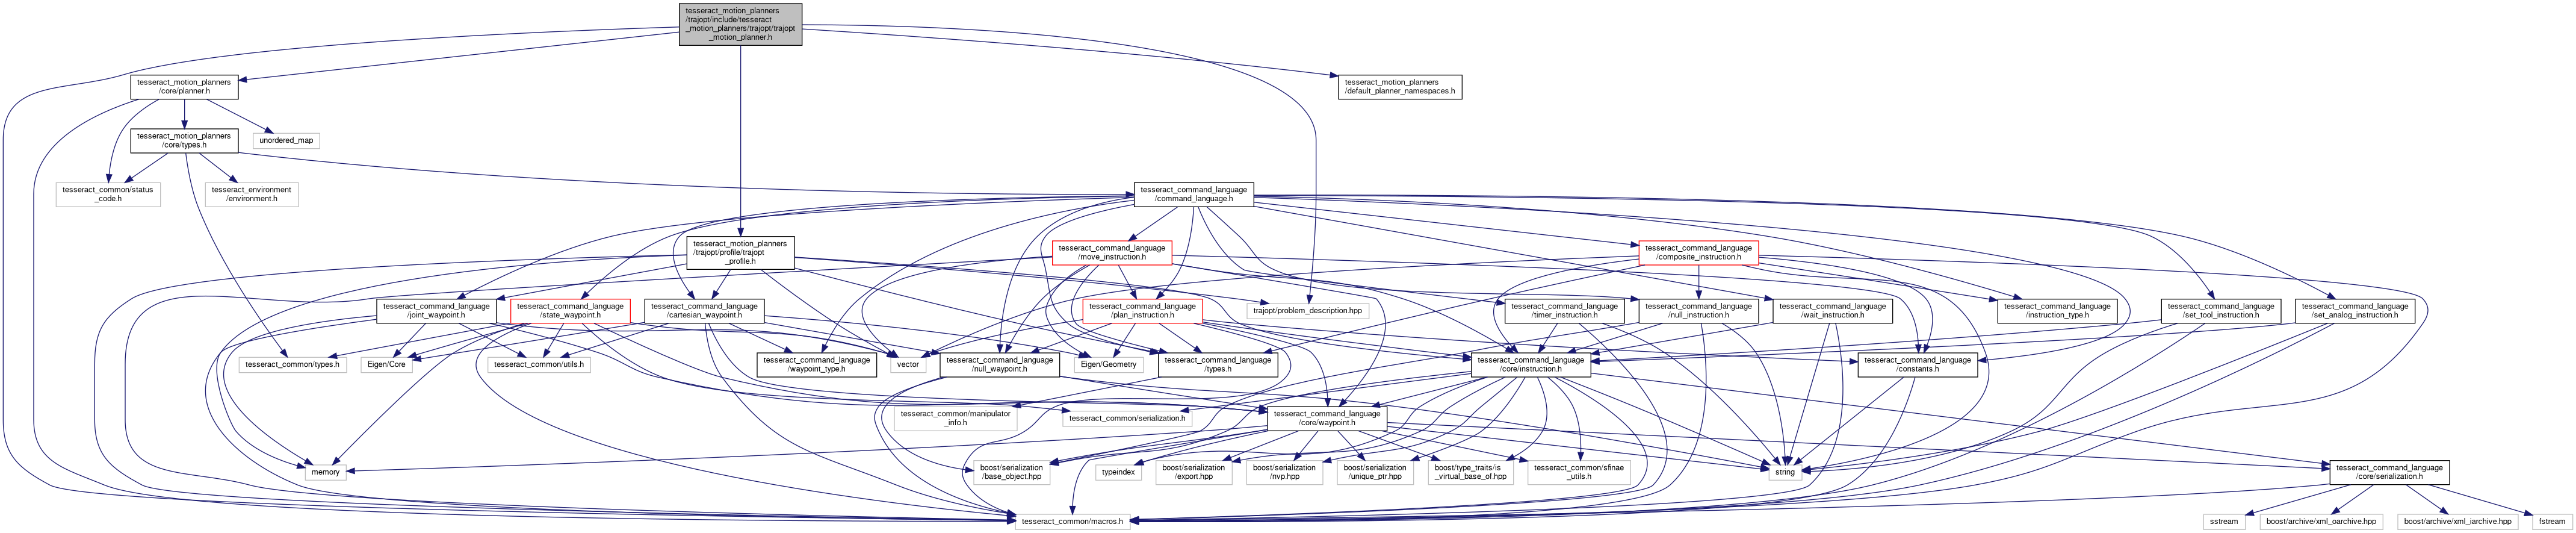 tesseract_motion_planners
/trajopt/include/tesseract
_motion_planners/trajopt/trajopt
_motion_planner.h
tesseract_motion_planners
/core/planner.h
tesseract_motion_planners
/default_planner_namespaces.h
tesseract_motion_planners
/core/types.h
unordered_map
tesseract_common/status
_code.h
tesseract_environment
/environment.h
tesseract_command_language
/command_language.h
tesseract_motion_planners
/trajopt/profile/trajopt
_profile.h
tesseract_command_language
/move_instruction.h
tesseract_command_language
/composite_instruction.h
tesseract_command_language
/joint_waypoint.h
tesseract_command_language
/state_waypoint.h
tesseract_command_language
/cartesian_waypoint.h
tesseract_command_language
/plan_instruction.h
trajopt/problem_description.hpp
tesseract_command_language
/timer_instruction.h
tesseract_command_language
/null_instruction.h
tesseract_command_language
/wait_instruction.h
tesseract_command_language
/instruction_type.h
tesseract_command_language
/set_tool_instruction.h
tesseract_command_language
/set_analog_instruction.h
tesseract_common/types.h
Eigen/Core
tesseract_common/utils.h
tesseract_command_language
/waypoint_type.h
vector
tesseract_command_language
/null_waypoint.h
Eigen/Geometry
tesseract_command_language
/types.h
tesseract_command_language
/core/instruction.h
tesseract_command_language
/constants.h
tesseract_common/manipulator
_info.h
tesseract_common/serialization.h
tesseract_command_language
/core/waypoint.h
memory
boost/serialization
/base_object.hpp
typeindex
boost/serialization
/export.hpp
boost/serialization
/nvp.hpp
boost/serialization
/unique_ptr.hpp
boost/type_traits/is
_virtual_base_of.hpp
tesseract_common/sfinae
_utils.h
string
tesseract_command_language
/core/serialization.h
tesseract_common/macros.h
sstream
boost/archive/xml_oarchive.hpp
boost/archive/xml_iarchive.hpp
fstream